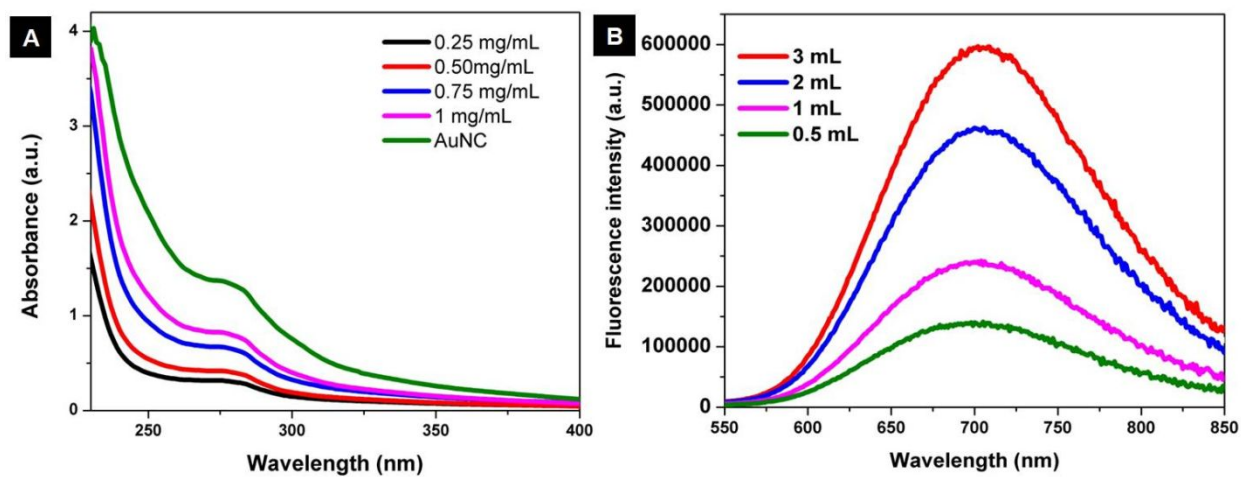 A
4
3
2
1
0
Absorbance (a.u.)
0.25 mg/mL
0.50mg/mL
0.75 mg/mL
1 mg/mL
AuNC
250
300
350
400
Wavelength (nm)
B
600000
500000
400000
300000
200000
100000
0
Fluorescence intensity (a.u.)
3 mL
2 mL
1 mL
0.5 mL
550
600
650
700
750
800
850
Wavelength (nm)